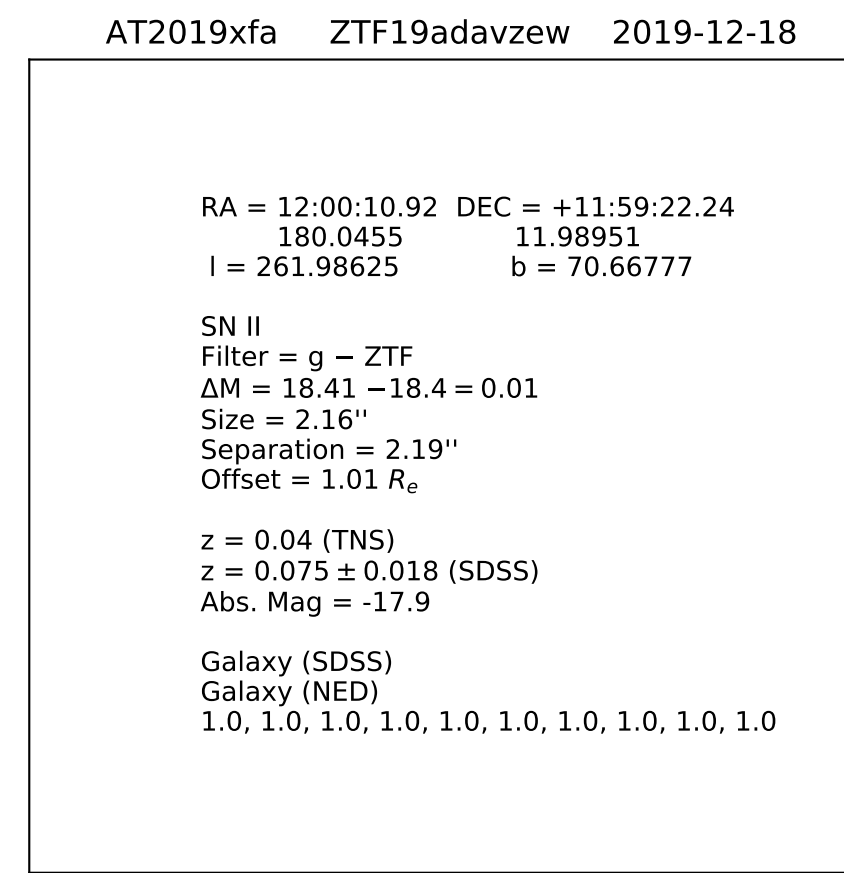 AT2019xfa ZTF19adavzew 2019-12-18
RA = 12:00:10.92 DEC = +11:59:22.24
180.0455 11.98951
l = 261.98625 b = 70.66777
SN II
Filter = g − ZTF
ΔM = 18.41 −18.4 = 0.01
Size = 2.16''
Separation = 2.19''
Offset = 1.01 Rₑ
z = 0.04 (TNS)
z = 0.075 ± 0.018 (SDSS)
Abs. Mag = -17.9
Galaxy (SDSS)
Galaxy (NED)
1.0, 1.0, 1.0, 1.0, 1.0, 1.0, 1.0, 1.0, 1.0, 1.0